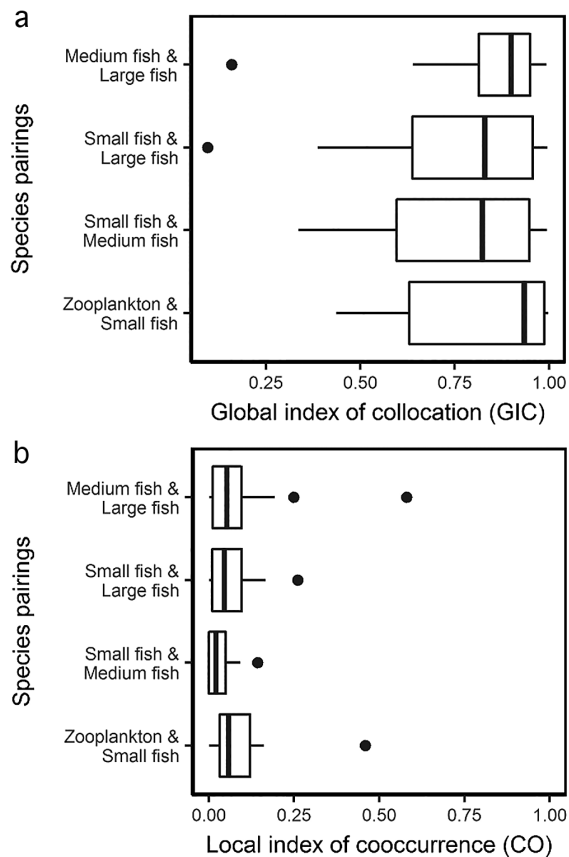 a
Species pairings
Medium fish &
Large fish
Small fish &
Large fish
Small fish &
Medium fish
Zooplankton &
Small fish
0.25 0.50 0.75 1.00
Global index of collocation (GIC)
b
Species pairings
Medium fish &
Large fish
Small fish &
Large fish
Small fish &
Medium fish
Zooplankton &
Small fish
0.00 0.25 0.50 0.75 1.00
Local index of cooccurrence (CO)